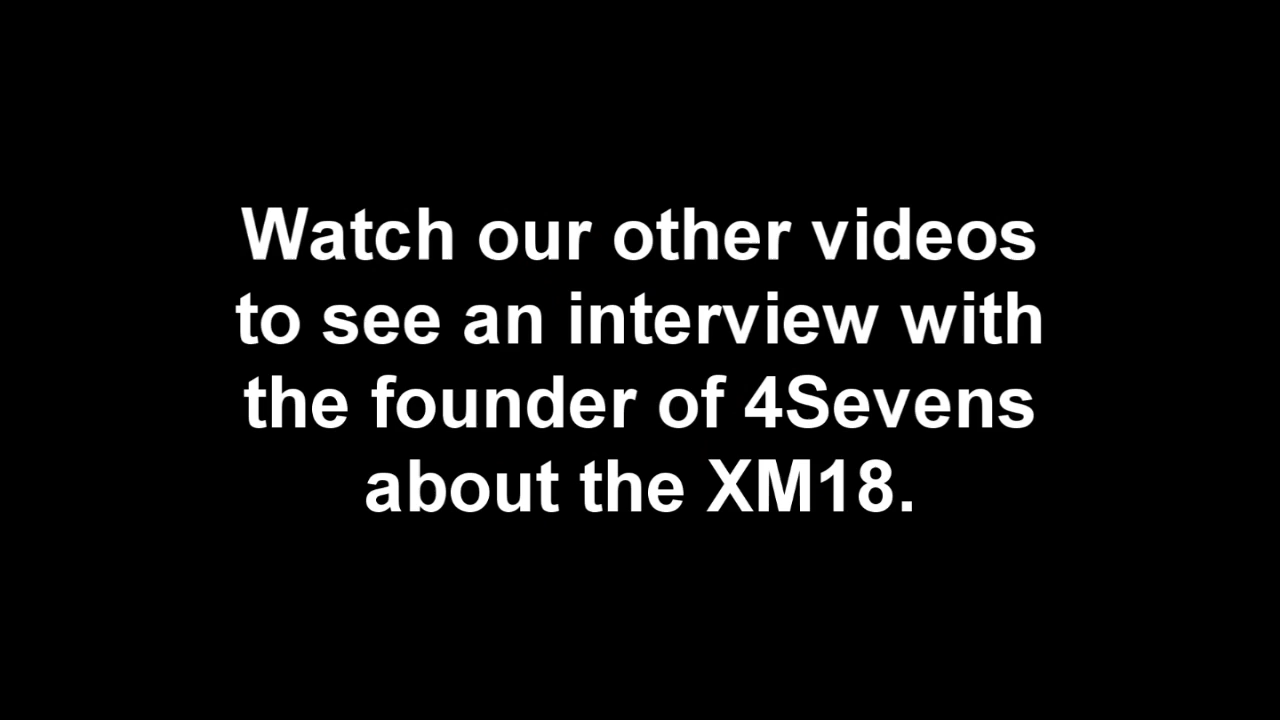 Watch our other videos
to see an interview with
the founder of 4Sevens
about the XM18.